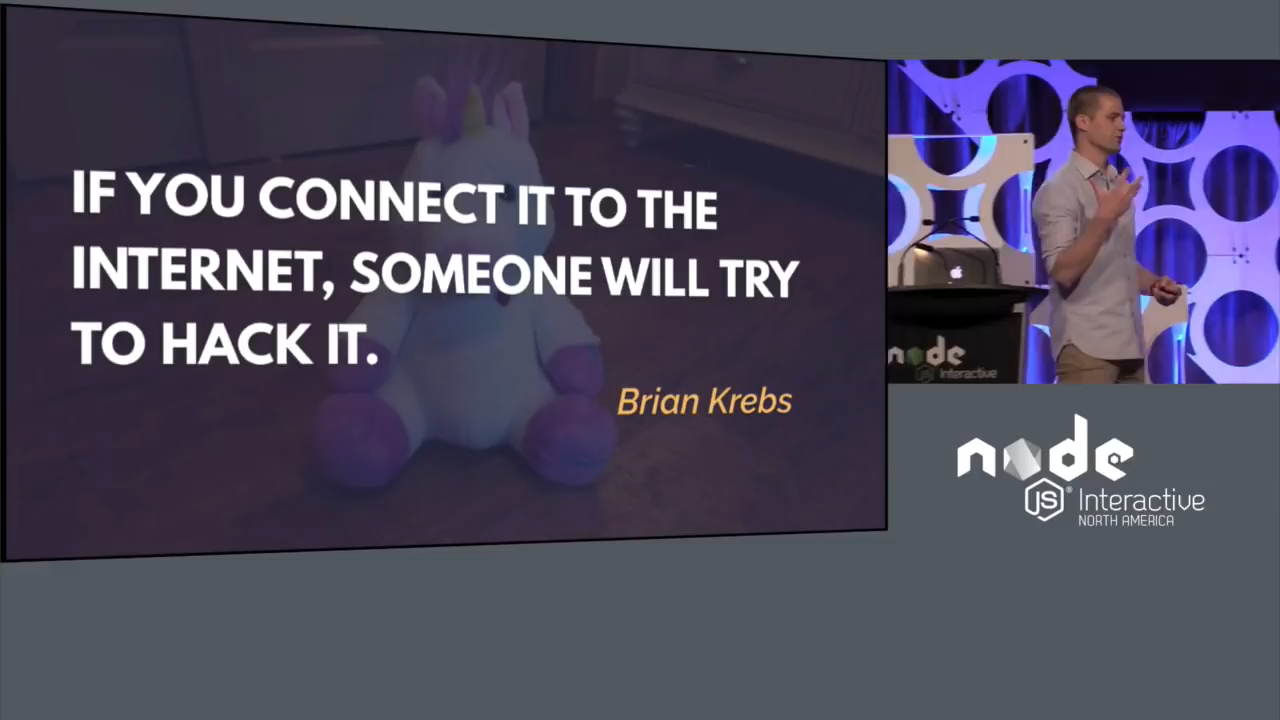 IF YOU CONNECT IT TO THE
INTERNET, SOMEONE WILL TRY
TO HACK IT.
Brian Krebs
node
JS Interactive
node
JS® Interactive
NORTH AMERICA